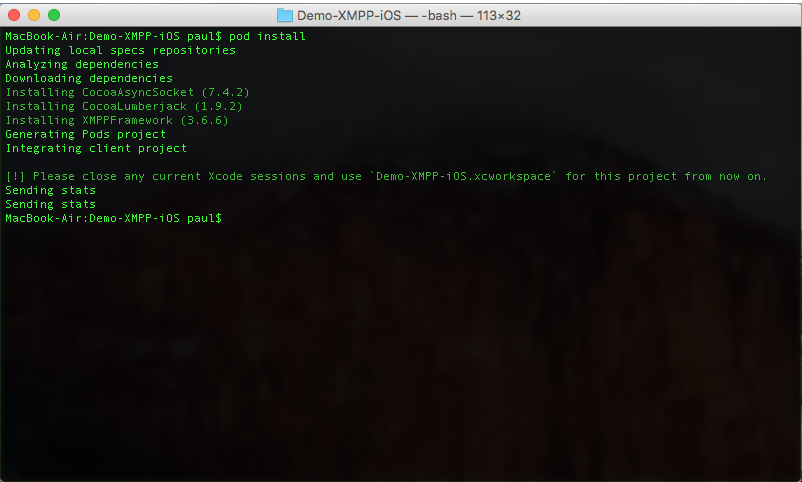 Demo-XMPP-iOS — -bash — 113×32
MacBook-Air:Demo-XMPP-iOS paul$ pod install
Updating local specs repositories
Analyzing dependencies
Downloading dependencies
Installing CocoaAsyncSocket (7.4.2)
Installing CocoaLumberjack (1.9.2)
Installing XMPPFramework (3.6.6)
Generating Pods project
Integrating client project
[!] Please close any current Xcode sessions and use `Demo-XMPP-iOS.xcworkspace` for this project from now on.
Sending stats
Sending stats
MacBook-Air:Demo-XMPP-iOS paul$